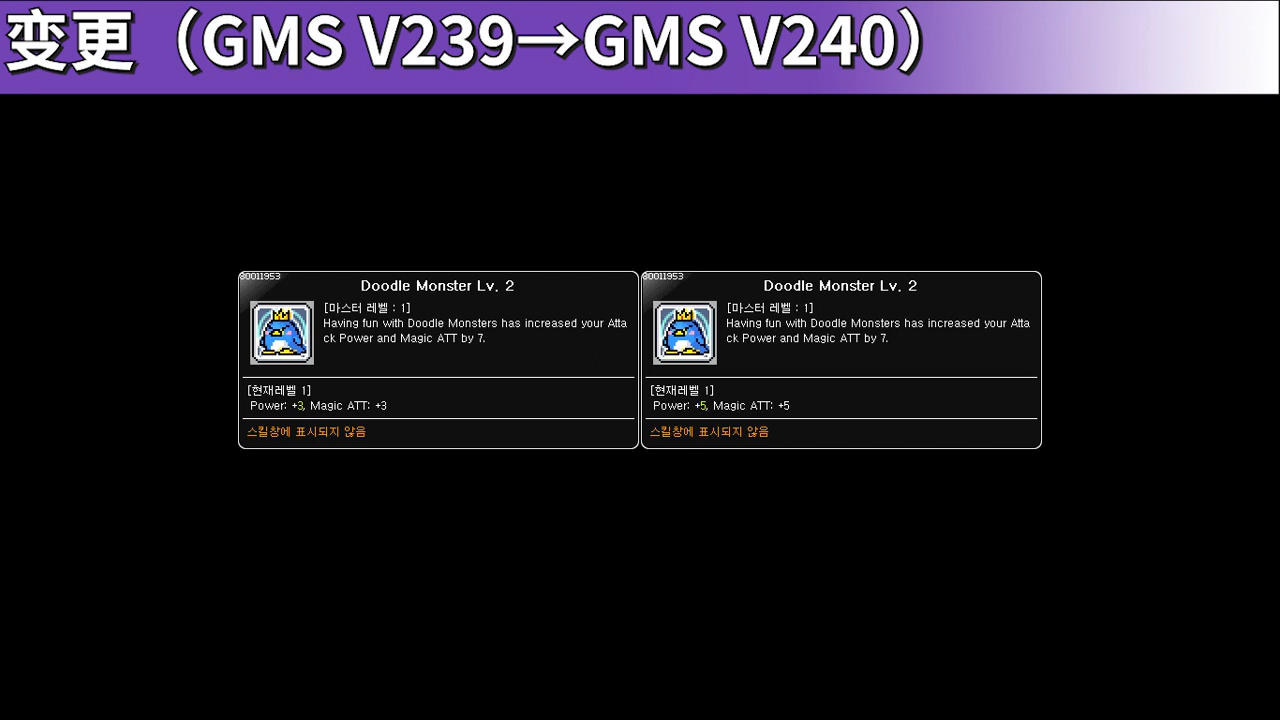 变更（GMS V239→GMS V240）
80011953
Doodle Monster Lv. 2
[마스터 레벨 : 1]
Having fun with Doodle Monsters has increased your Atta
ck Power and Magic ATT by 7.
[현재레벨 1]
Power: +3, Magic ATT: +3
스킬창에 표시되지 않음
80011953
Doodle Monster Lv. 2
[마스터 레벨 : 1]
Having fun with Doodle Monsters has increased your Atta
ck Power and Magic ATT by 7.
[현재레벨 1]
Power: +5, Magic ATT: +5
스킬창에 표시되지 않음